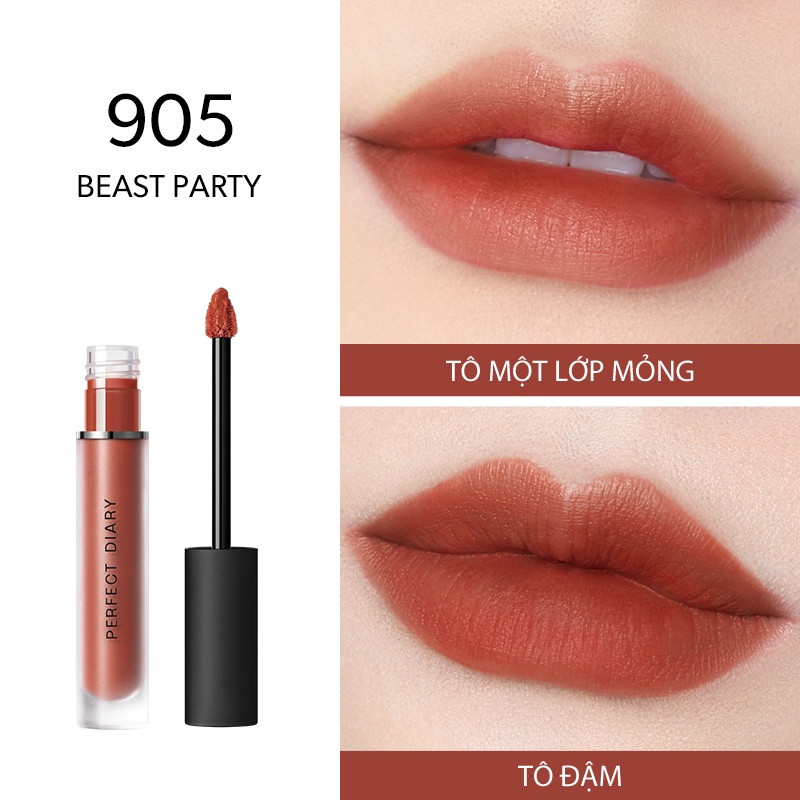 905
BEAST PARTY
PERFECT DIARY
TÔ MỘT LỚP MỎNG
TÔ ĐẬM